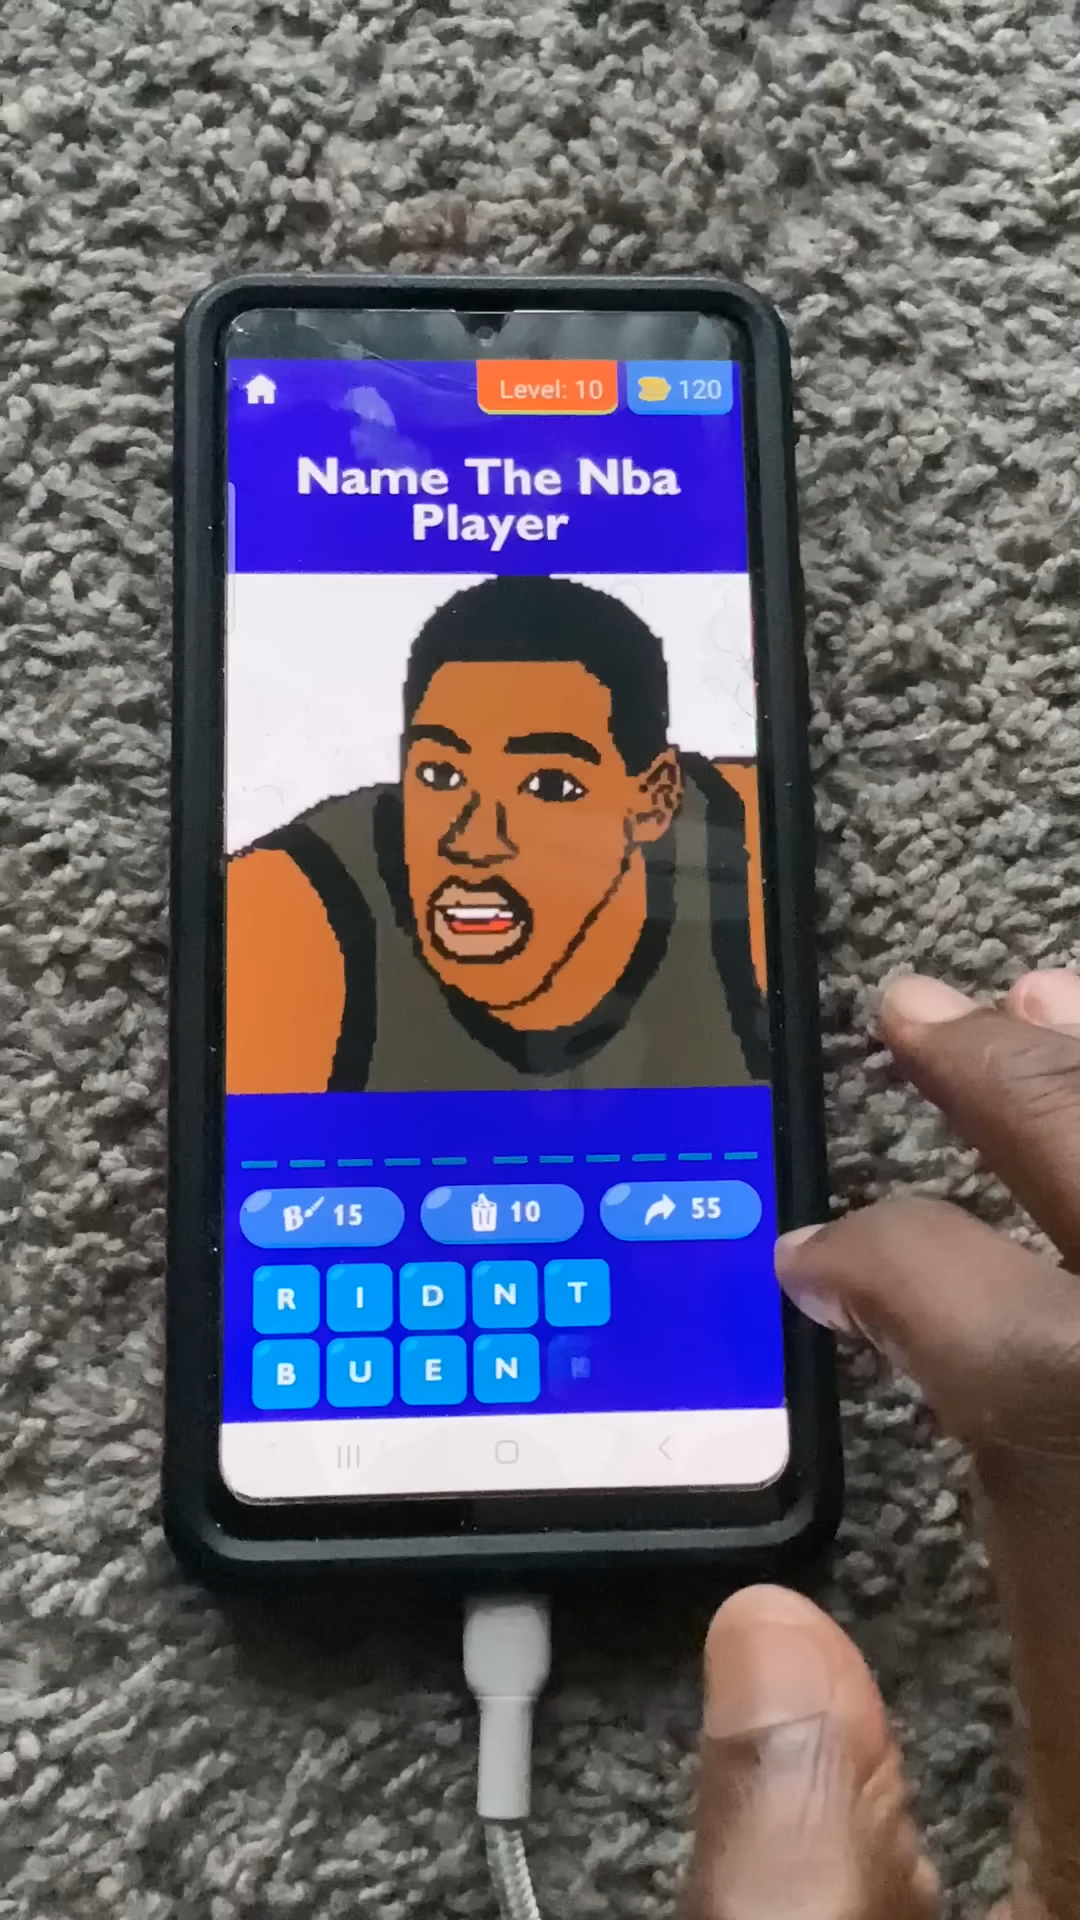 Level: 10 120
Name The Nba
Player
B 15 10 55
R I D N T
B U E N K